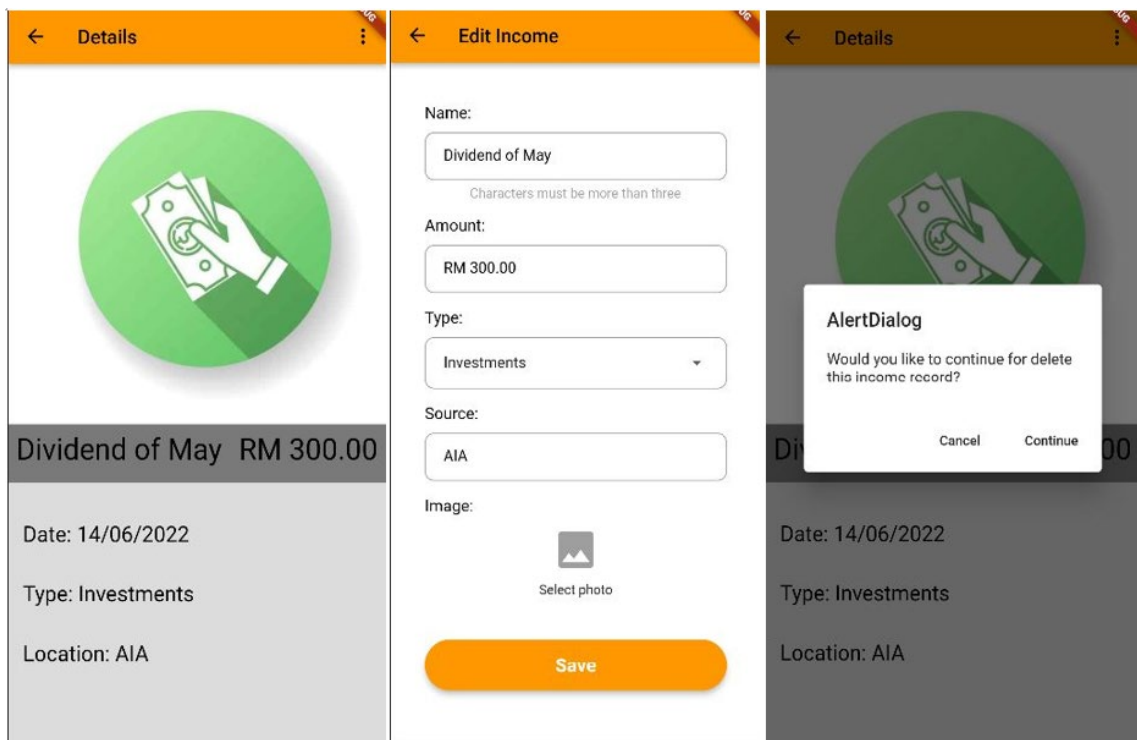 Details
Dividend of May RM 300.00
Date: 14/06/2022
Type: Investments
Location: AIA
Edit Income
Name:
Dividend of May
Characters must be more than three
Amount:
RM 300.00
Type:
Investments
Source:
AIA
Image:
Select photo
Save
Details
AlertDialog
Would you like to continue for delete
this income record?
Cancel Continue
Di 00
Date: 14/06/2022
Type: Investments
Location: AIA